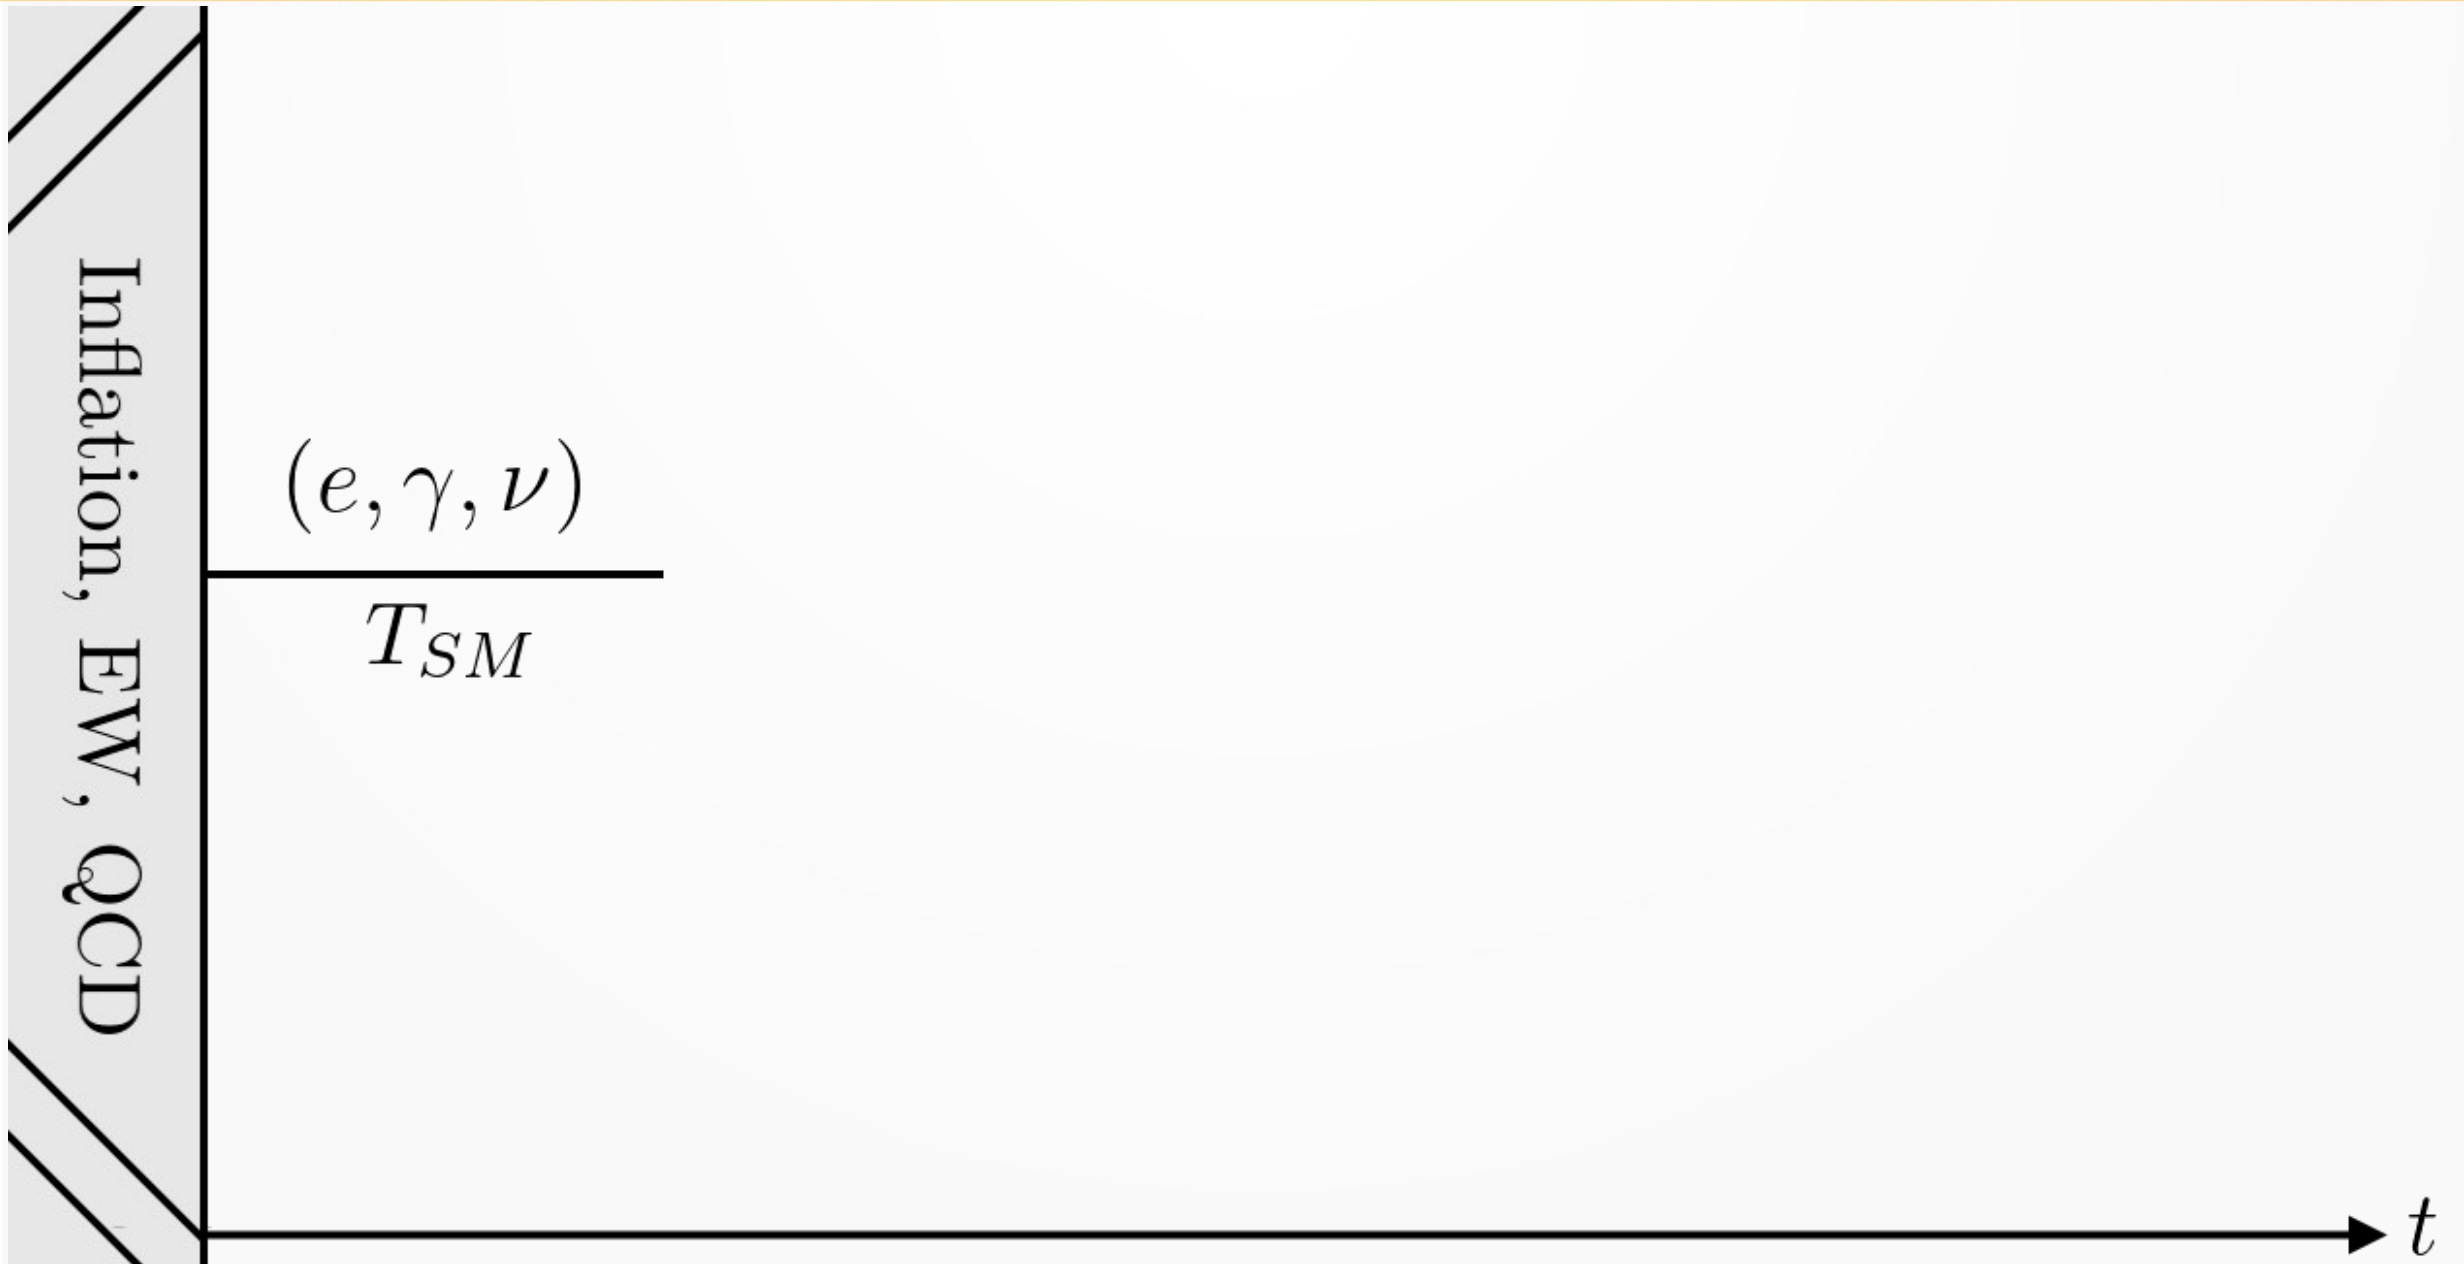 Inflation, EW, QCD
(e, γ, ν)
T_{SM}
t